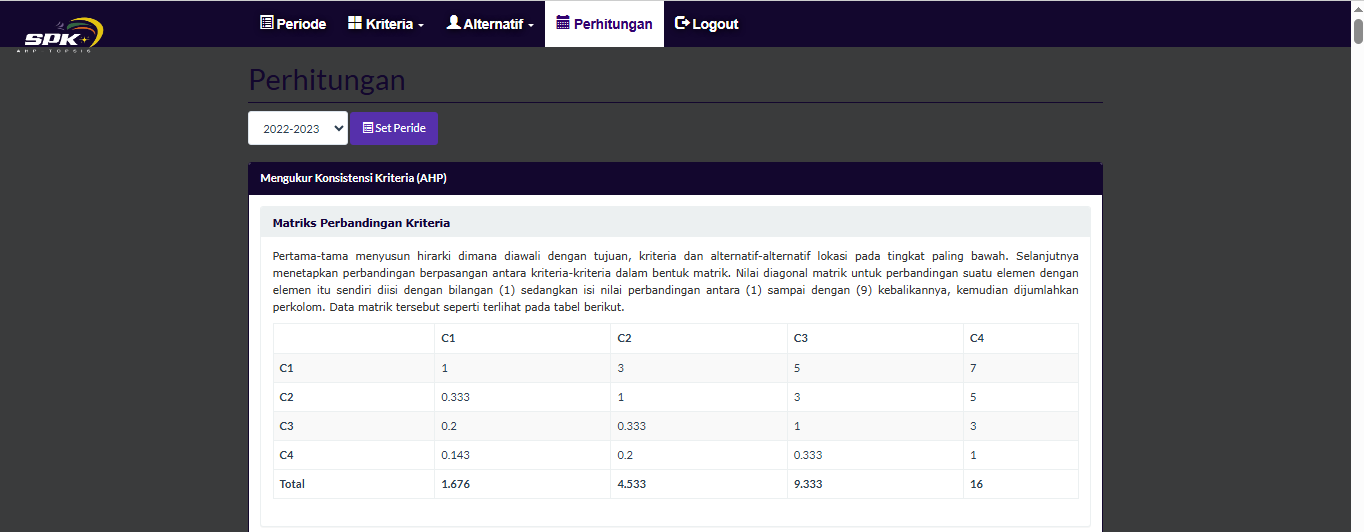 SPK
AHP TOPSIS
Periode Kriteria Alternatif Perhitungan Logout
Perhitungan
2022-2023 Set Peride
Mengukur Konsistensi Kriteria (AHP)
Matriks Perbandingan Kriteria
Pertama-tama menyusun hirarki dimana diawali dengan tujuan, kriteria dan alternatif-alternatif lokasi pada tingkat paling bawah. Selanjutnya
menetapkan perbandingan berpasangan antara kriteria-kriteria dalam bentuk matrik. Nilai diagonal matrik untuk perbandingan suatu elemen dengan
elemen itu sendiri diisi dengan bilangan (1) sedangkan isi nilai perbandingan antara (1) sampai dengan (9) kebalikannya, kemudian dijumlahkan
perkolom. Data matrik tersebut seperti terlihat pada tabel berikut.
C1 C2 C3 C4
C1 1 3 5 7
C2 0.333 1 3 5
C3 0.2 0.333 1 3
C4 0.143 0.2 0.333 1
Total 1.676 4.533 9.333 16